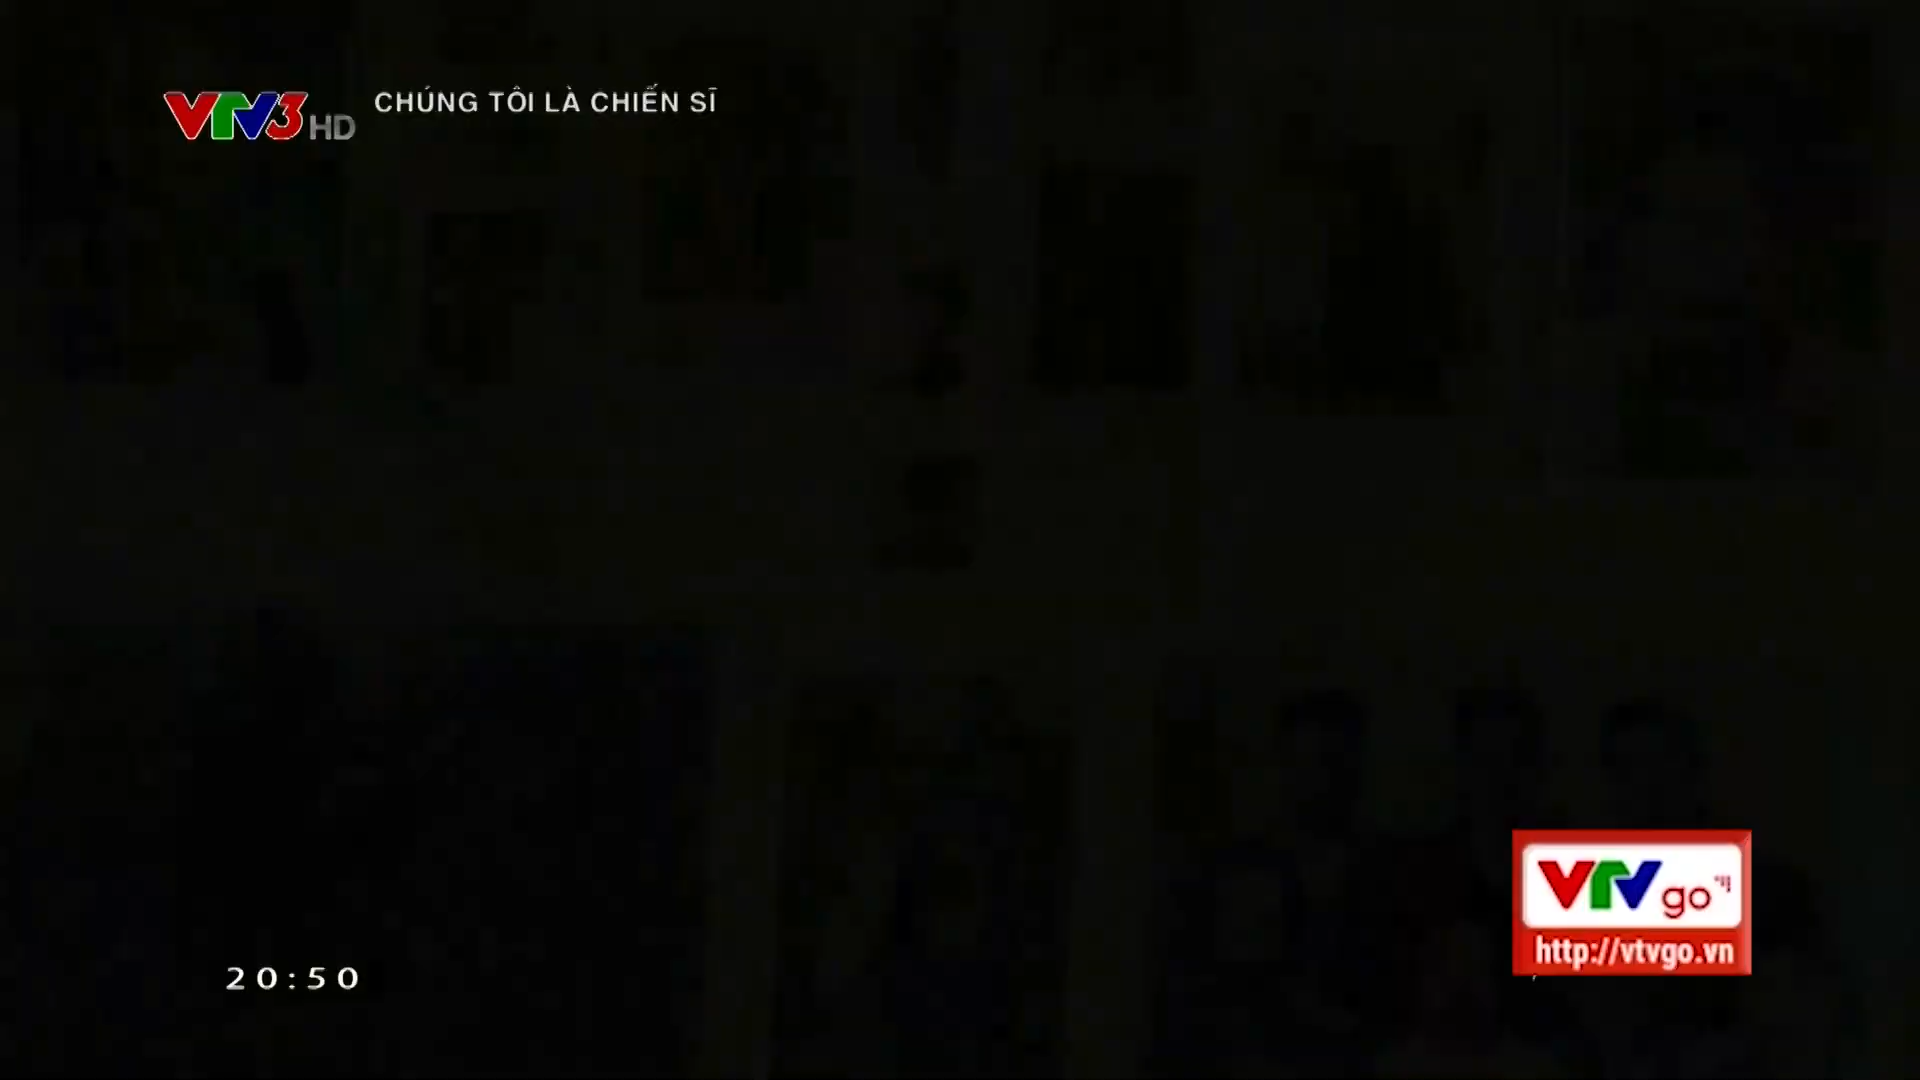 VTV3 HD
CHÚNG TÔI LÀ CHIẾN SĨ
VTV go
http://vtvgo.vn
20:50